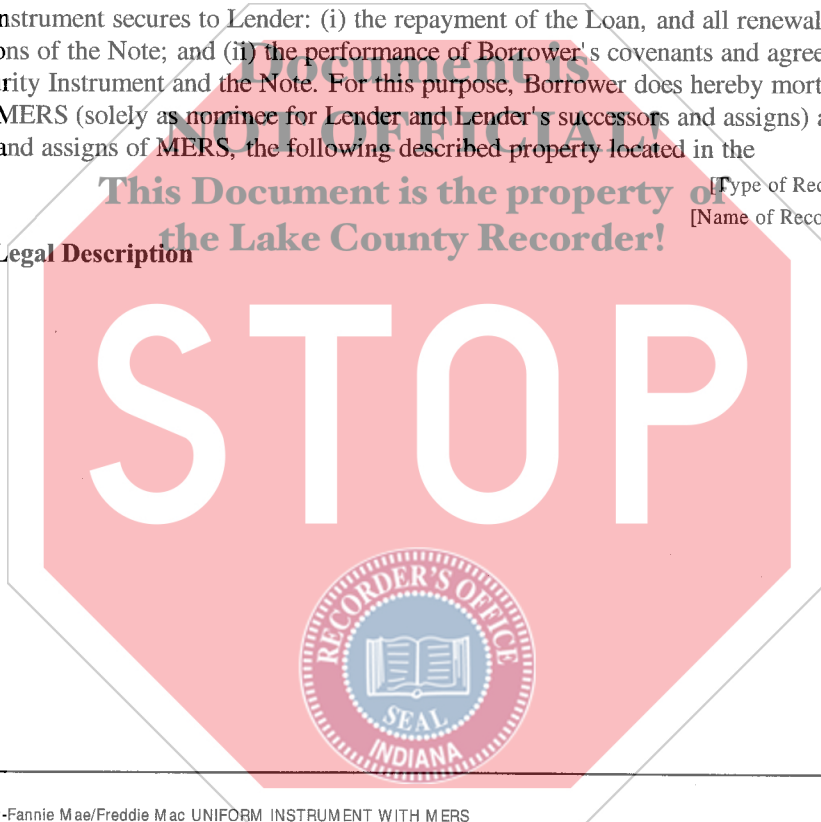 nstrument secures to Lender: (i) the repayment of the Loan, and all renewal
ons of the Note; and (ii) the performance of Borrower's covenants and agree
Document is
rity Instrument and the Note. For this purpose, Borrower does hereby mort
MERS (solely as nominee for Lender and Lender's successors and assigns) a
NOT OFFICIAL!
and assigns of MERS, the following described property located in the
This Document is the property of
[Type of Rec
[Name of Reco
the Lake County Recorder!
Legal Description
STOP
RECORDER'S OFFICE
SEAL
INDIANA
-Fannie Mae/Freddie Mac UNIFORM INSTRUMENT WITH MERS